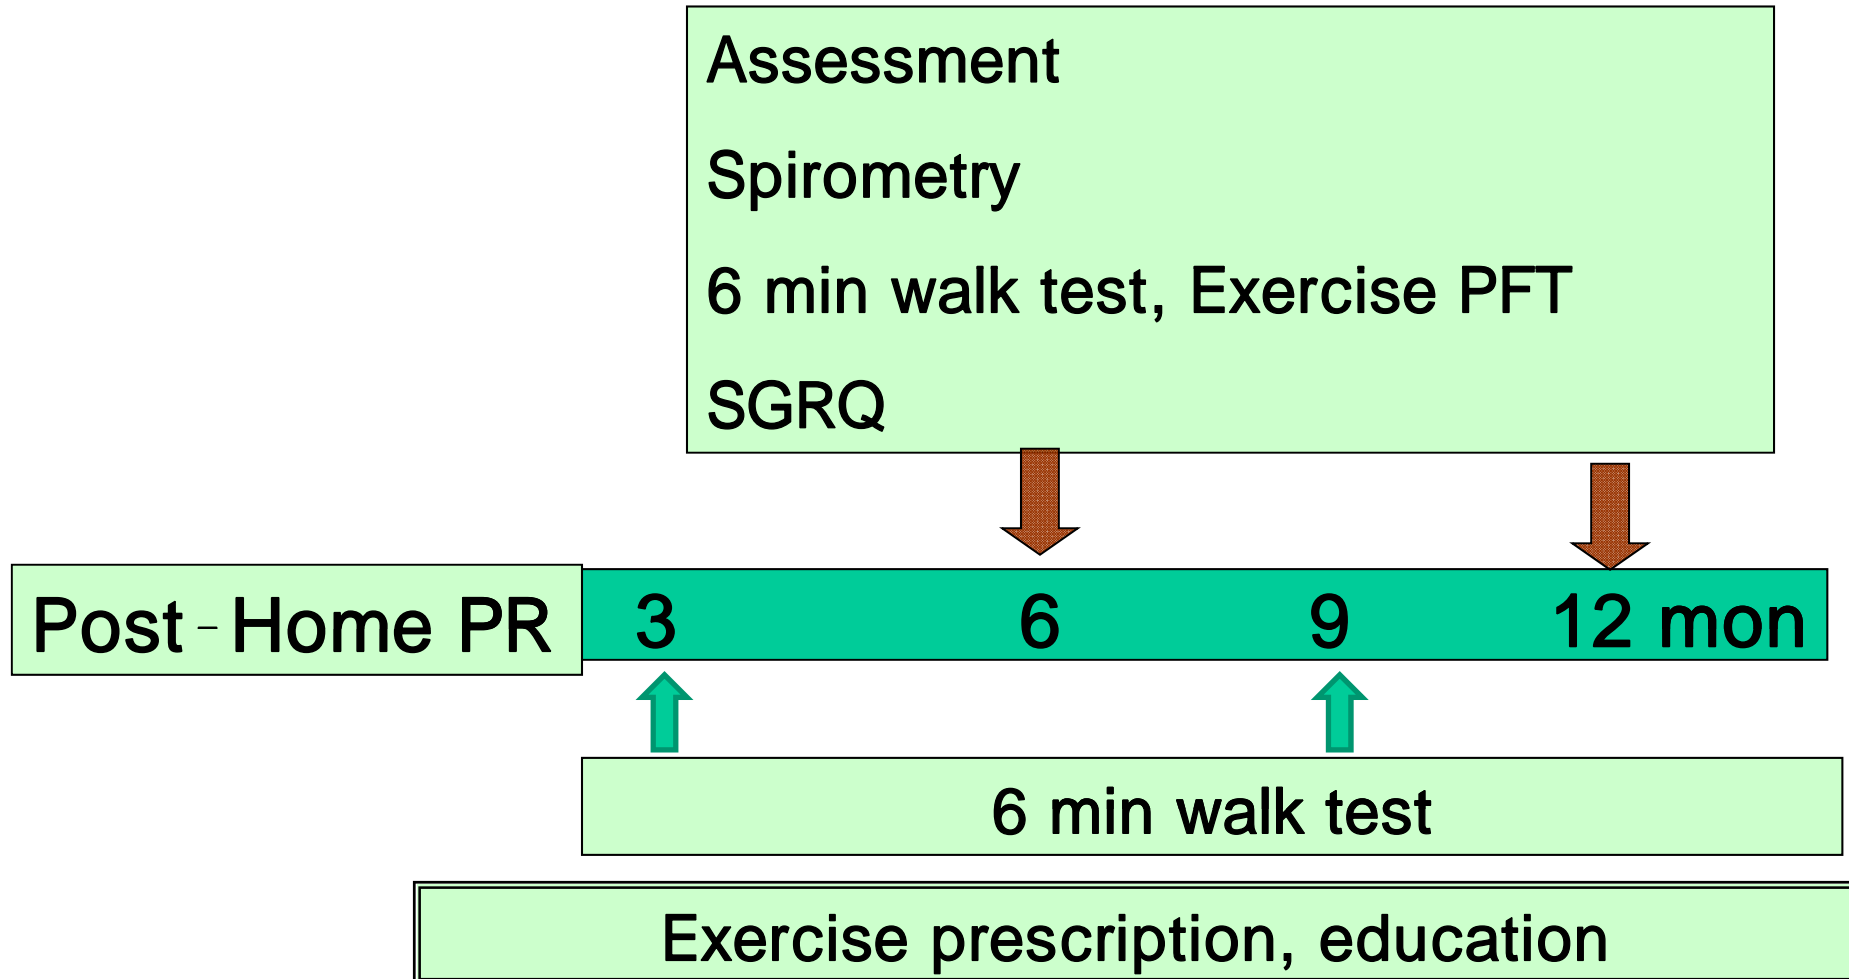 Assessment
Spirometry
6 min walk test, Exercise PFT
SGRQ
Post-Home PR 3 6 9 12 mon
6 min walk test
Exercise prescription, education